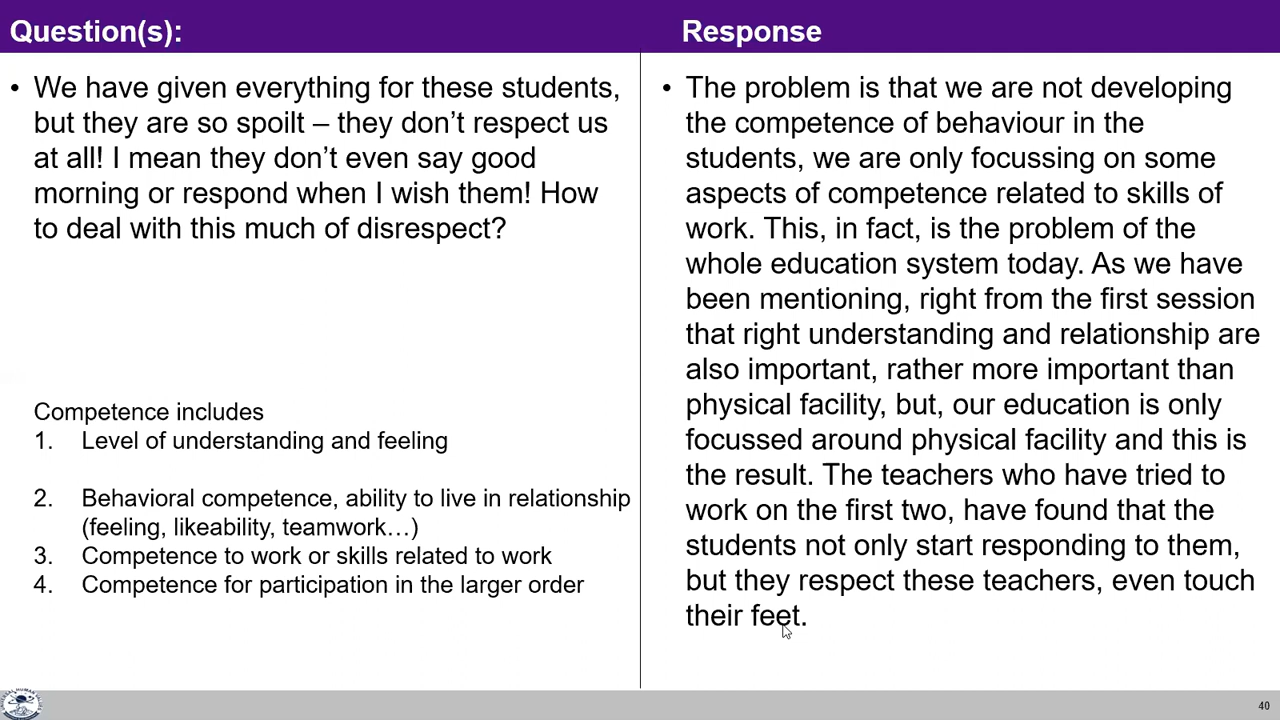 Question(s):
We have given everything for these students,
but they are so spoilt – they don't respect us
at all! I mean they don't even say good
morning or respond when I wish them! How
to deal with this much of disrespect?
Competence includes
1. Level of understanding and feeling
2. Behavioral competence, ability to live in relationship
(feeling, likeability, teamwork…)
3. Competence to work or skills related to work
4. Competence for participation in the larger order
Response
• The problem is that we are not developing
the competence of behaviour in the
students, we are only focussing on some
aspects of competence related to skills of
work. This, in fact, is the problem of the
whole education system today. As we have
been mentioning, right from the first session
that right understanding and relationship are
also important, rather more important than
physical facility, but, our education is only
focussed around physical facility and this is
the result. The teachers who have tried to
work on the first two, have found that the
students not only start responding to them,
but they respect these teachers, even touch
their feet.
40